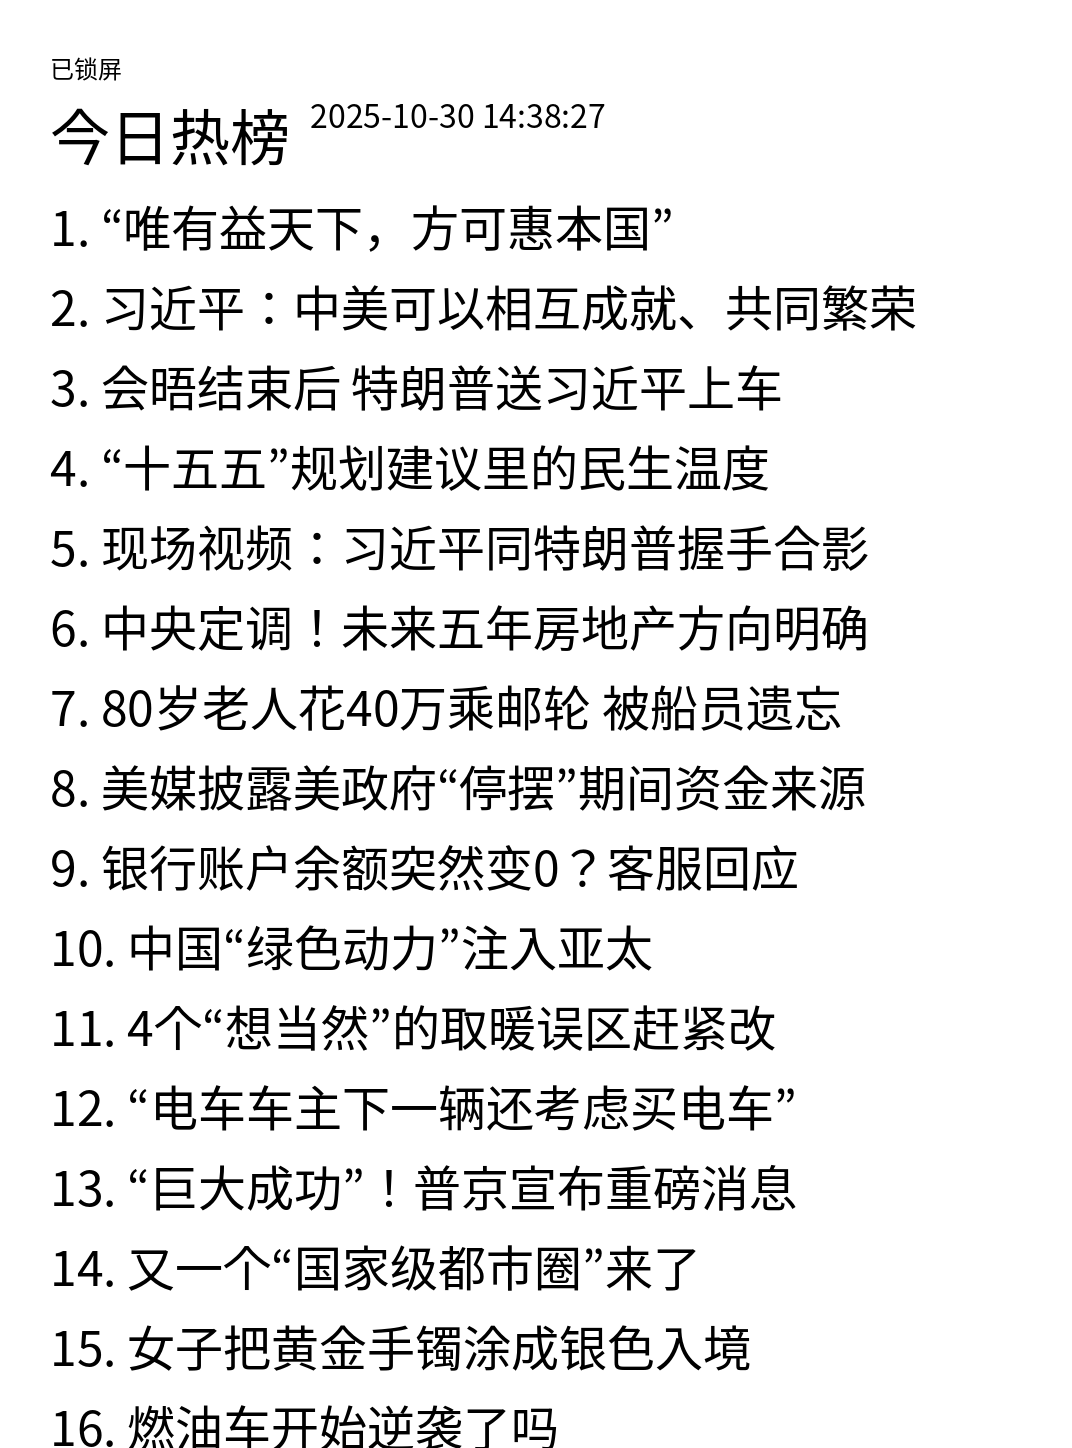 已锁屏
今日热榜 2025-10-30 14:38:27
1. “唯有益天下，方可惠本国”
2. 习近平：中美可以相互成就、共同繁荣
3. 会晤结束后 特朗普送习近平上车
4. “十五五”规划建议里的民生温度
5. 现场视频：习近平同特朗普握手合影
6. 中央定调！未来五年房地产方向明确
7. 80岁老人花40万乘邮轮 被船员遗忘
8. 美媒披露美政府“停摆”期间资金来源
9. 银行账户余额突然变0？客服回应
10. 中国“绿色动力”注入亚太
11. 4个“想当然”的取暖误区赶紧改
12. “电车车主下一辆还考虑买电车”
13. “巨大成功”！普京宣布重磅消息
14. 又一个“国家级都市圈”来了
15. 女子把黄金手镯涂成银色入境
16. 燃油车开始逆袭了吗